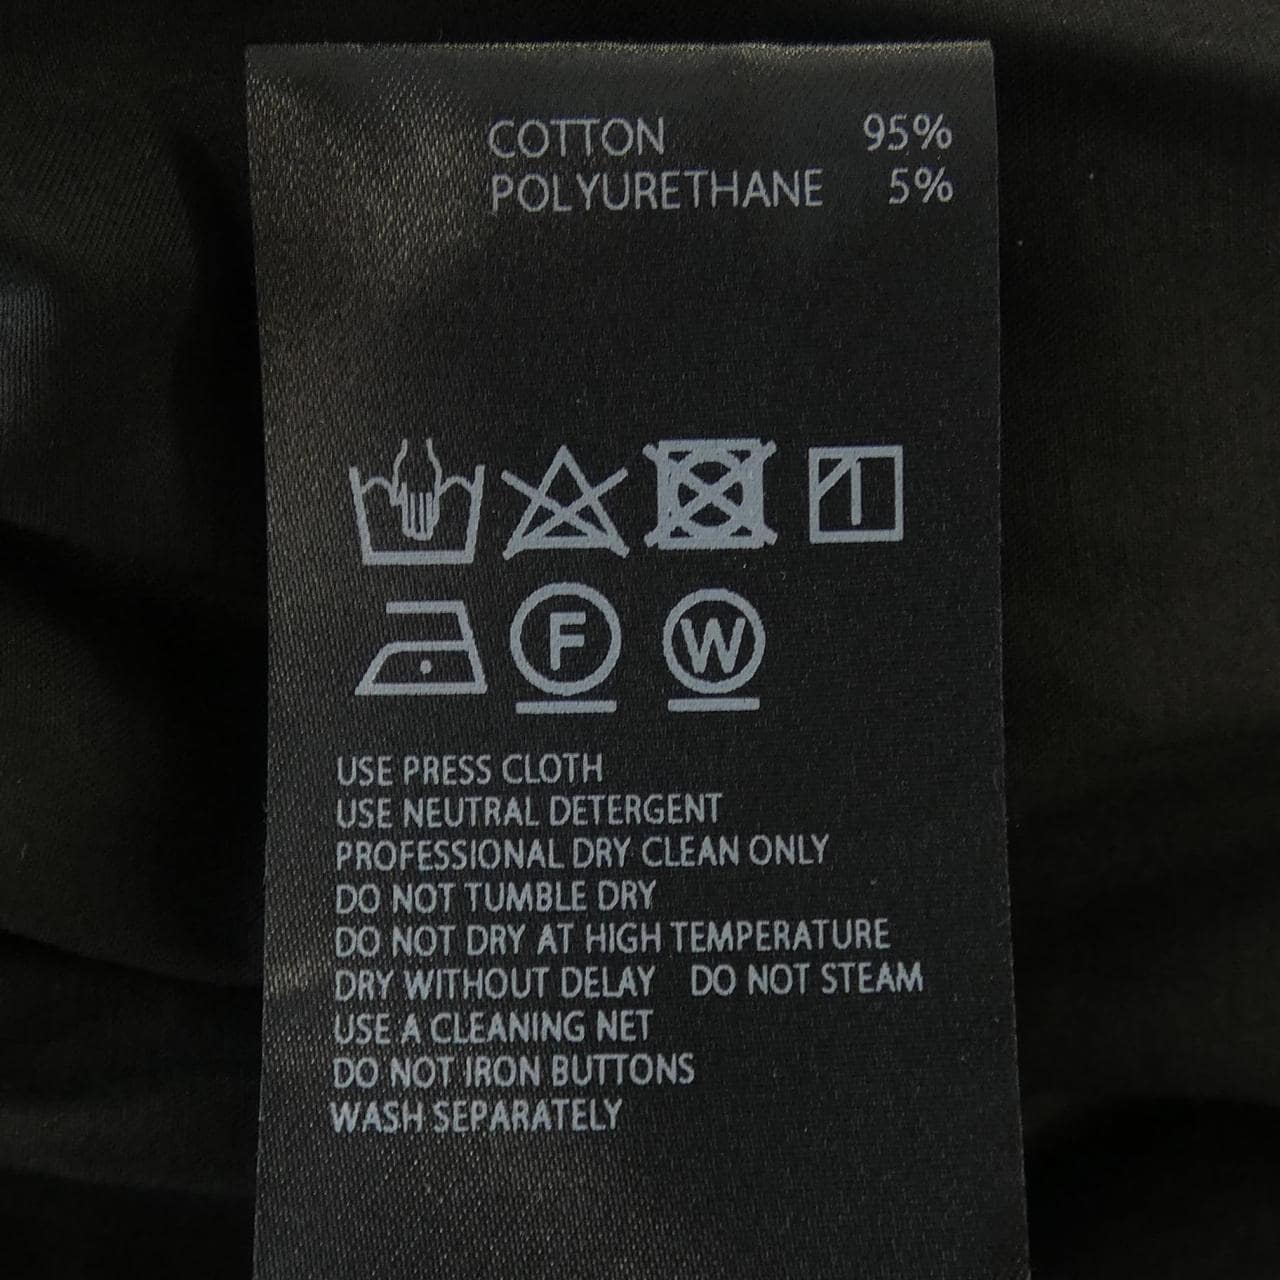 COTTON 95%
POLYURETHANE 5%
F W
USE PRESS CLOTH
USE NEUTRAL DETERGENT
PROFESSIONAL DRY CLEAN ONLY
DO NOT TUMBLE DRY
DO NOT DRY AT HIGH TEMPERATURE
DRY WITHOUT DELAY DO NOT STEAM
USE A CLEANING NET
DO NOT IRON BUTTONS
WASH SEPARATELY